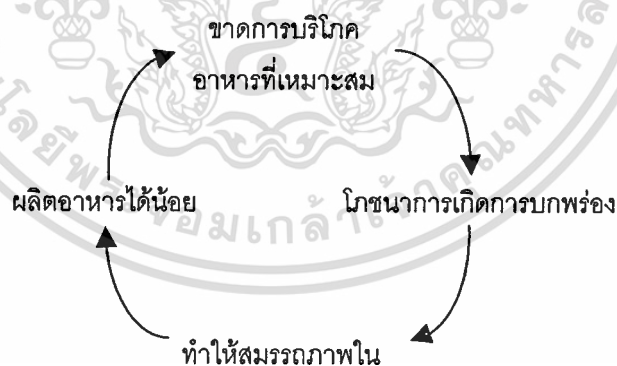 ขาดการบริโภค
อาหารที่เหมาะสม
ผลิตอาหารได้น้อย
โภชนาการเกิดการบกพร่อง
ทำให้สมรรถภาพใน